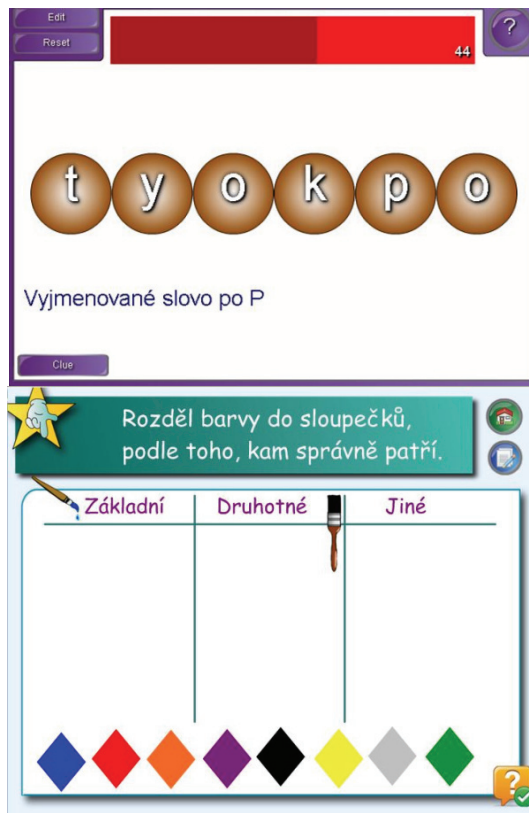 Edit
Reset
44
?
t y o k p o
Vyjmenované slovo po P
Clue
Rozděl barvy do sloupečků,
podle toho, kam správně patří.
Základní Druhotné Jiné
?